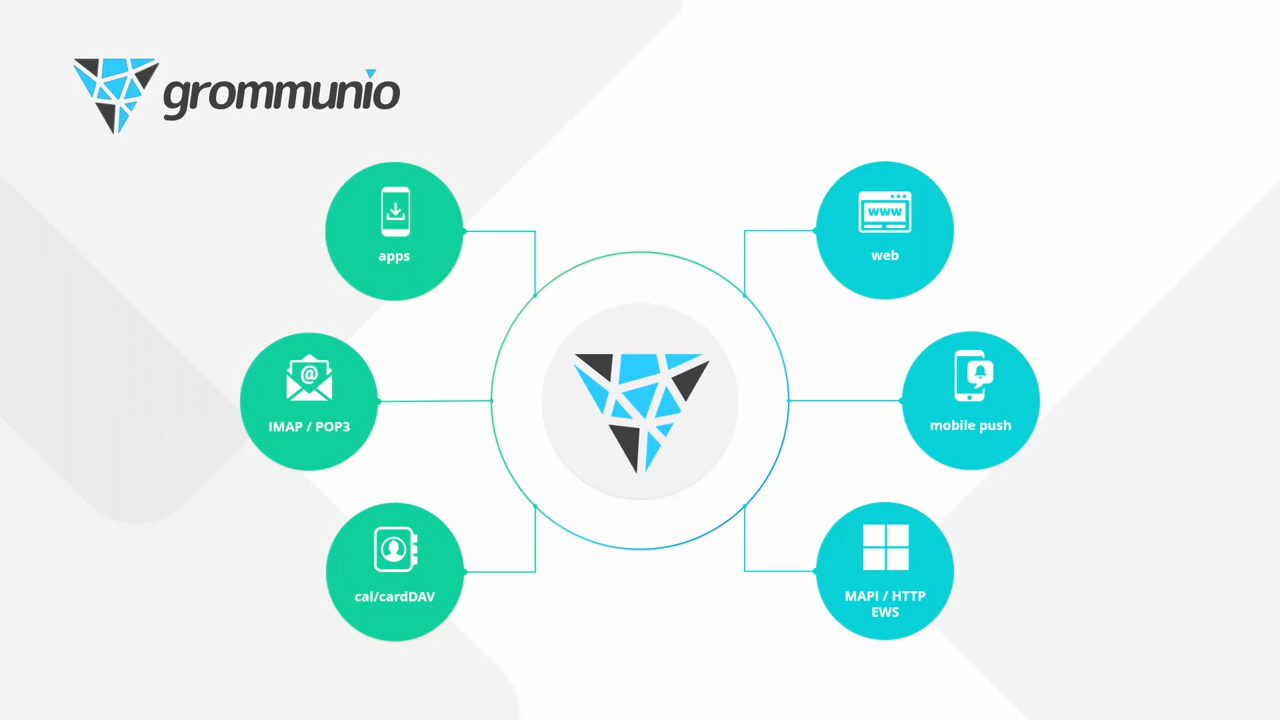 grommunio
apps
WWW
web
@
IMAP / POP3
mobile push
cal/cardDAV
MAPI / HTTP
EWS